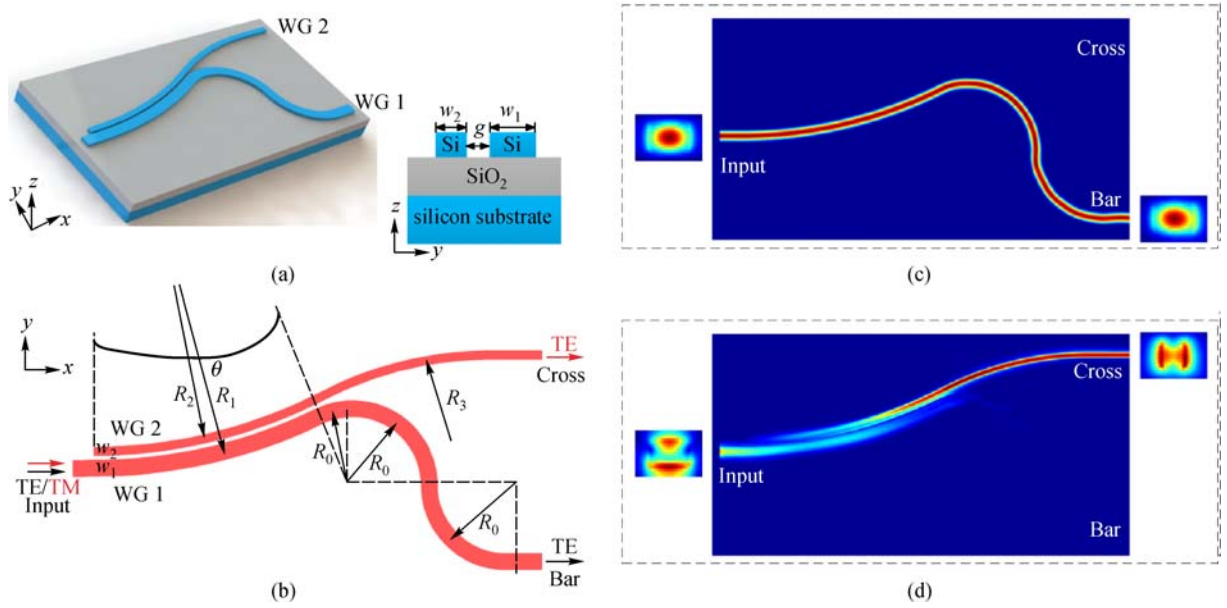 WG 2
WG 1
w₂
g
w₁
Si
Si
SiO₂
silicon substrate
y
z
x
z
y
(a)
y
x
θ
R₂
R₁
WG 2
w₂
w₁
TE/TM
Input
WG 1
R₀
R₀
R₀
R₃
TE
Cross
TE
Bar
(b)
Cross
Input
Bar
(c)
Cross
Input
Bar
(d)